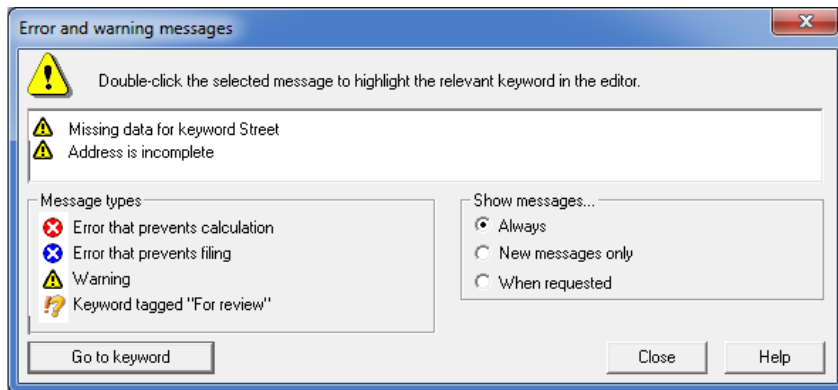 Error and warning messages
Double-click the selected message to highlight the relevant keyword in the editor.
Missing data for keyword Street
Address is incomplete
Message types
Error that prevents calculation
Error that prevents filing
Warning
Keyword tagged "For review"
Show messages...
Always
New messages only
When requested
Go to keyword
Close
Help